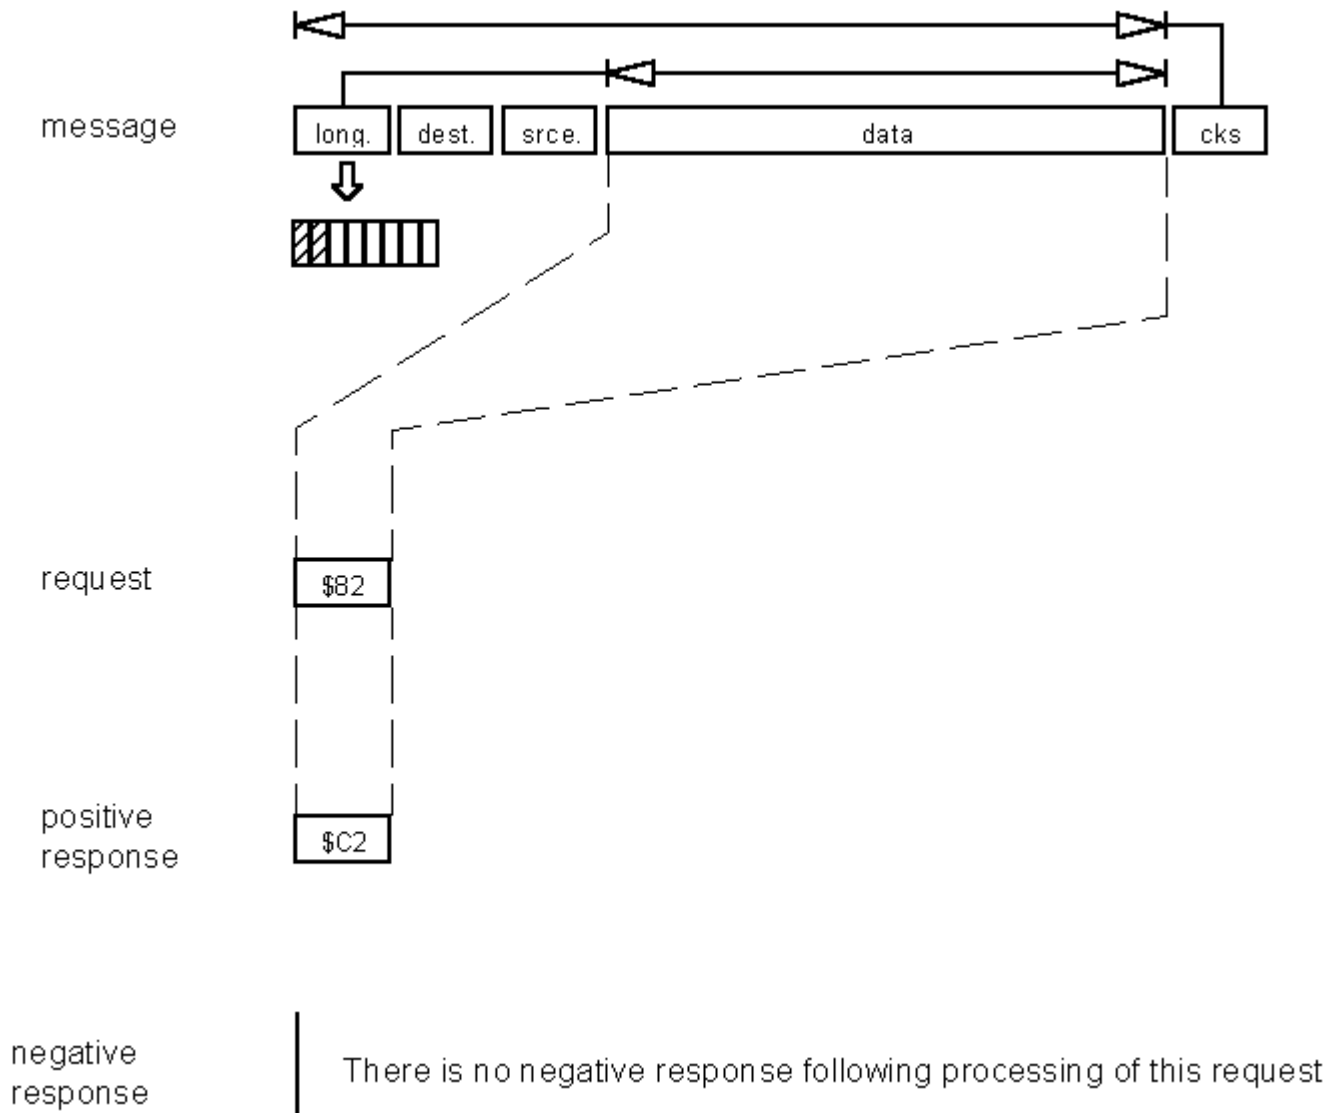 message
long. dest. srce. data cks
request
$82
positive
response
$C2
negative
response
There is no negative response following processing of this request